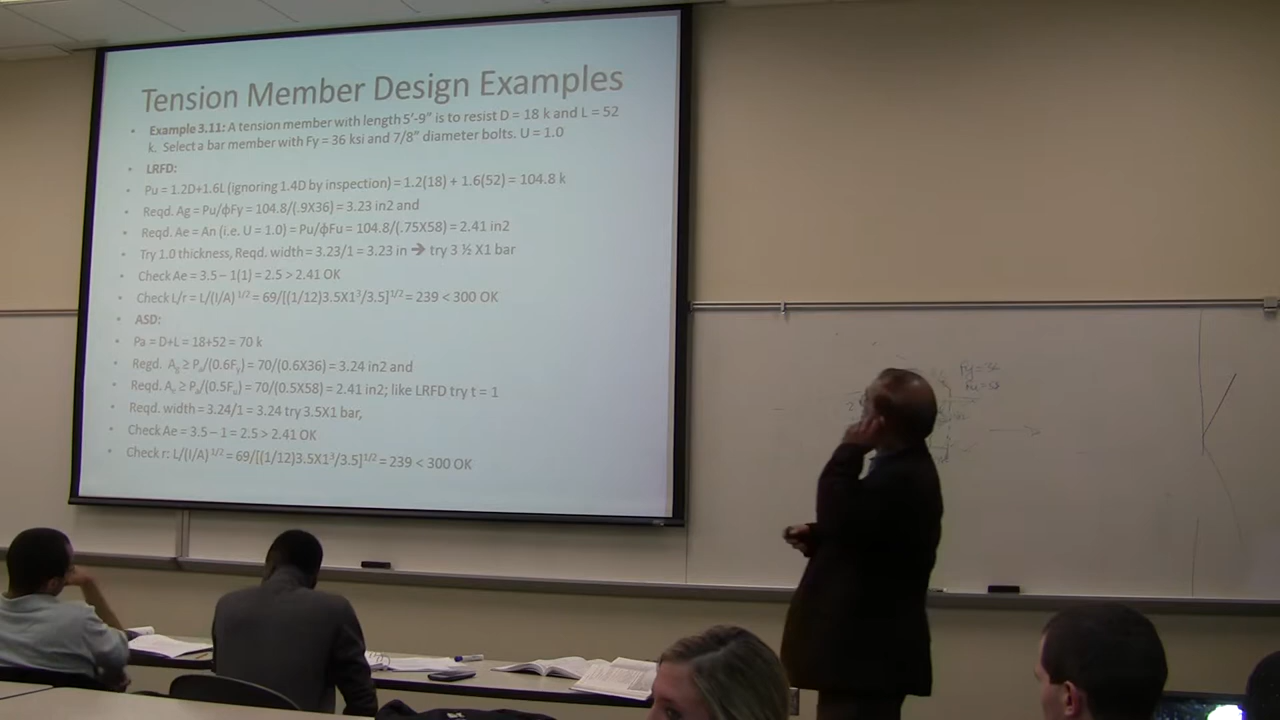 Tension Member Design Examples
• Example 3.11: A tension member with length 5'-9" is to resist D = 18 k and L = 52
k. Select a bar member with Fy = 36 ksi and 7/8" diameter bolts. U = 1.0
• LRFD:
• Pu = 1.2D+1.6L (ignoring 1.4D by inspection) = 1.2(18) + 1.6(52) = 104.8 k
• Reqd. Ag = Pu/ϕFy = 104.8/(.9X36) = 3.23 in2 and
• Reqd. Ae = An (i.e. U = 1.0) = Pu/ϕFu = 104.8/(.75X58) = 2.41 in2
• Try 1.0 thickness, Reqd. width = 3.23/1 = 3.23 in ➔ try 3 ½ X1 bar
• Check Ae = 3.5 – 1(1) = 2.5 > 2.41 OK
• Check L/r = L/(I/A)^1/2 = 69/[(1/12)3.5X1³/3.5]^1/2 = 239 < 300 OK
• ASD:
• Pa = D+L = 18+52 = 70 k
• Regd. Ag ≥ Pa/(0.6Fy) = 70/(0.6X36) = 3.24 in2 and
• Reqd. Ae ≥ Pa/(0.5Fu) = 70/(0.5X58) = 2.41 in2; like LRFD try t = 1
• Reqd. width = 3.24/1 = 3.24 try 3.5X1 bar,
• Check Ae = 3.5 – 1 = 2.5 > 2.41 OK
• Check r: L/(I/A)^1/2 = 69/[(1/12)3.5X1³/3.5]^1/2 = 239 < 300 OK
Fy = 36
Fu = 58